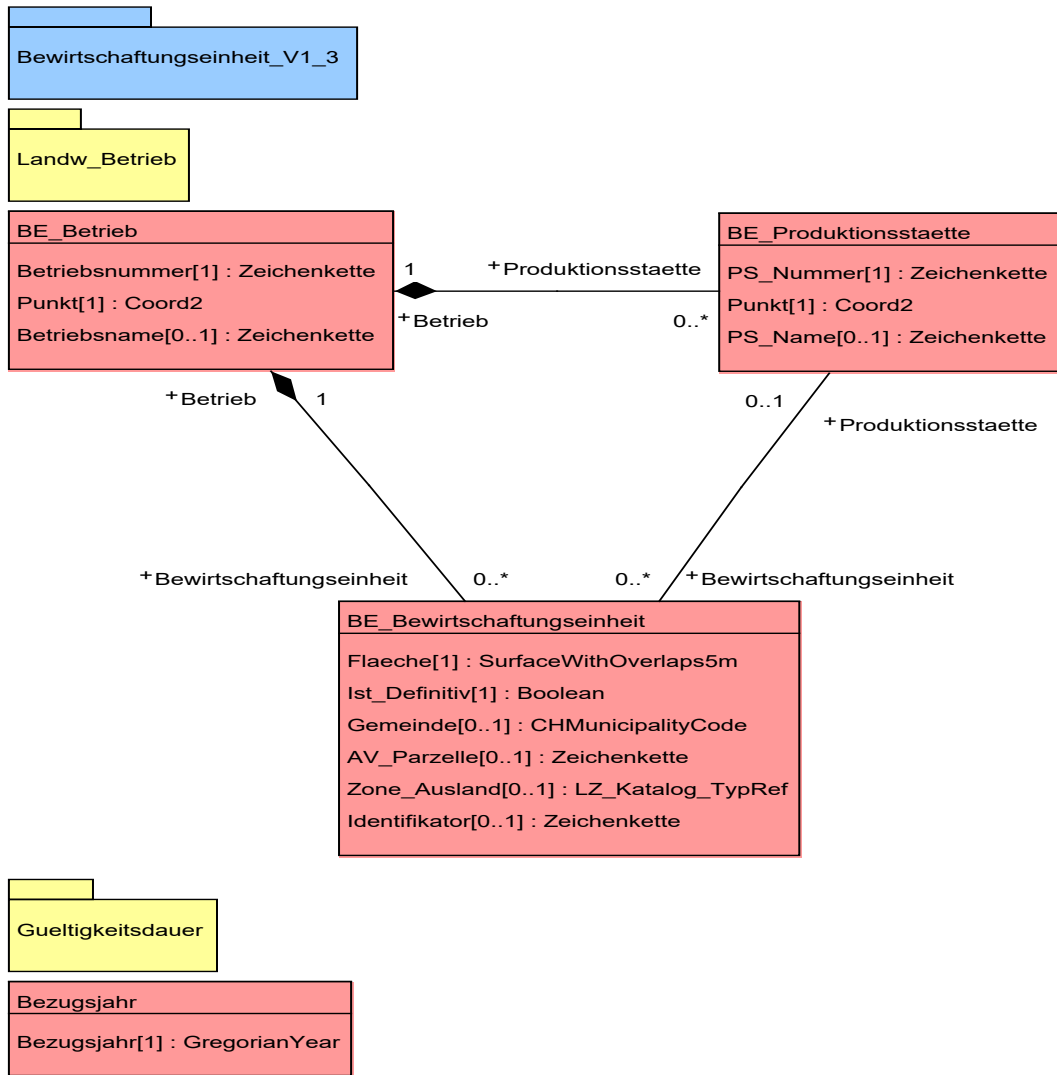 Bewirtschaftungseinheit_V1_3
Landw_Betrieb
BE_Betrieb
Betriebsnummer[1] : Zeichenkette
Punkt[1] : Coord2
Betriebsname[0..1] : Zeichenkette
1
+Produktionsstaette
+Betrieb
0..*
BE_Produktionsstaette
PS_Nummer[1] : Zeichenkette
Punkt[1] : Coord2
PS_Name[0..1] : Zeichenkette
+Betrieb
1
0..1
+Produktionsstaette
+Bewirtschaftungseinheit
0..*
0..*
+Bewirtschaftungseinheit
BE_Bewirtschaftungseinheit
Flaeche[1] : SurfaceWithOverlaps5m
Ist_Definitiv[1] : Boolean
Gemeinde[0..1] : CHMunicipalityCode
AV_Parzelle[0..1] : Zeichenkette
Zone_Ausland[0..1] : LZ_Katalog_TypRef
Identifikator[0..1] : Zeichenkette
Gueltigkeitsdauer
Bezugsjahr
Bezugsjahr[1] : GregorianYear